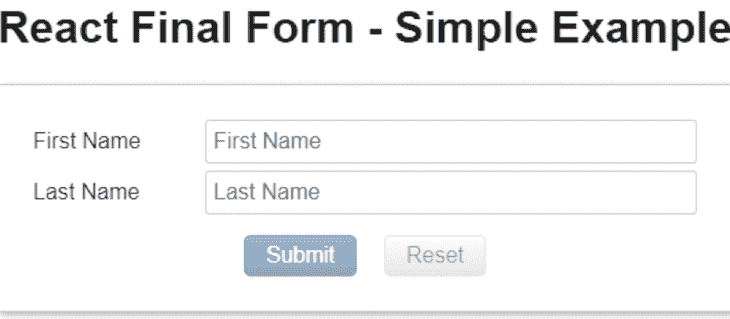 React Final Form - Simple Example
First Name First Name
Last Name Last Name
Submit Reset